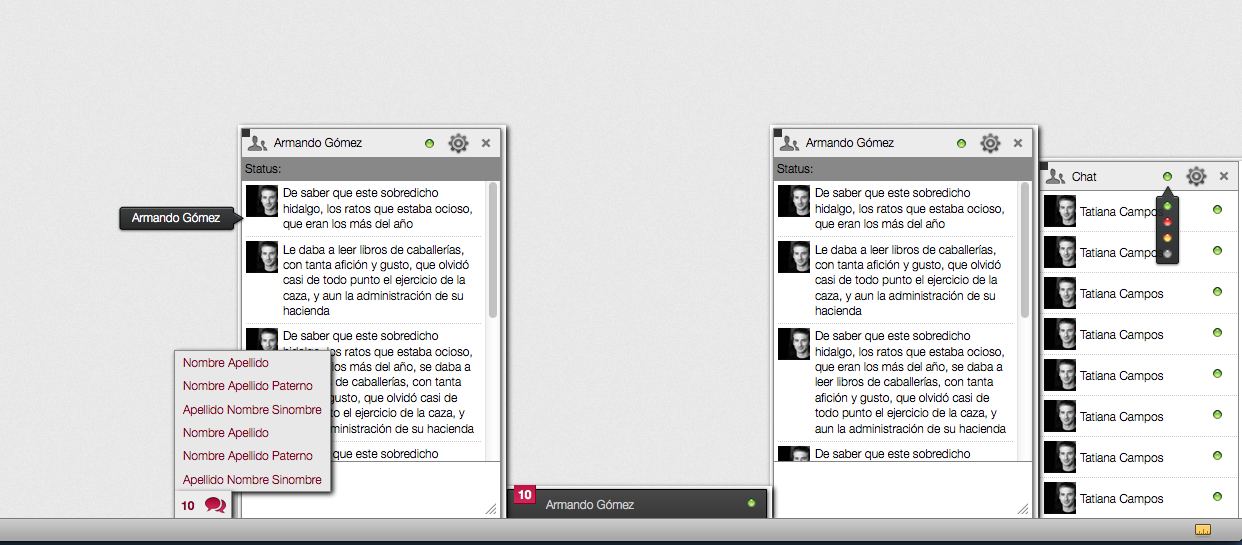 Armando Gómez
Armando Gómez
Status:
De saber que este sobredicho
hidalgo, los ratos que estaba ocioso,
que eran los más del año
Le daba a leer libros de caballerías,
con tanta afición y gusto, que olvidó
casi de todo punto el ejercicio de la
caza, y aun la administración de su
hacienda
De saber que este sobredicho
los ratos que estaba ocioso,
los más del año, se daba a
de caballerías, con tanta
gusto, que olvidó casi de
el ejercicio de la caza, y
ministración de su hacienda
De saber que este sobredicho
Nombre Apellido
Nombre Apellido Paterno
Apellido Nombre Sinombre
Nombre Apellido
Nombre Apellido Paterno
Apellido Nombre Sinombre
10
10
Armando Gómez
Armando Gómez
Status:
De saber que este sobredicho
hidalgo, los ratos que estaba ocioso,
que eran los más del año
Le daba a leer libros de caballerías,
con tanta afición y gusto, que olvidó
casi de todo punto el ejercicio de la
caza, y aun la administración de su
hacienda
De saber que este sobredicho
hidalgo, los ratos que estaba ocioso,
que eran los más del año, se daba a
leer libros de caballerías, con tanta
afición y gusto, que olvidó casi de
todo punto el ejercicio de la caza, y
aun la administración de su hacienda
De saber que este sobredicho
Chat
Tatiana Campos
Tatiana Campos
Tatiana Campos
Tatiana Campos
Tatiana Campos
Tatiana Campos
Tatiana Campos
Tatiana Campos